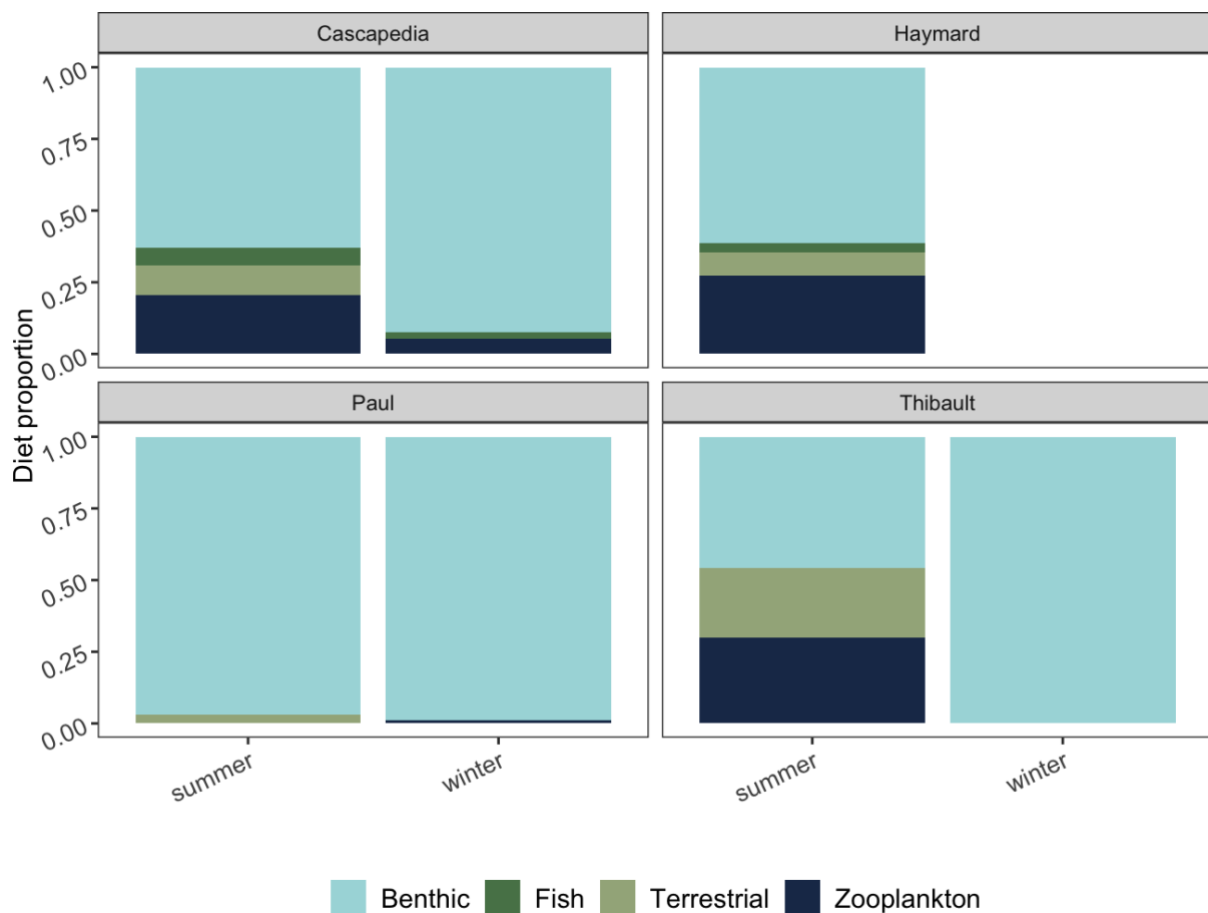 Cascapedia
Haymard
1.00
0.75
0.50
0.25
0.00
Paul
Thibault
1.00
0.75
0.50
0.25
0.00
Diet proportion
summer
winter
summer
winter
Benthic
Fish
Terrestrial
Zooplankton